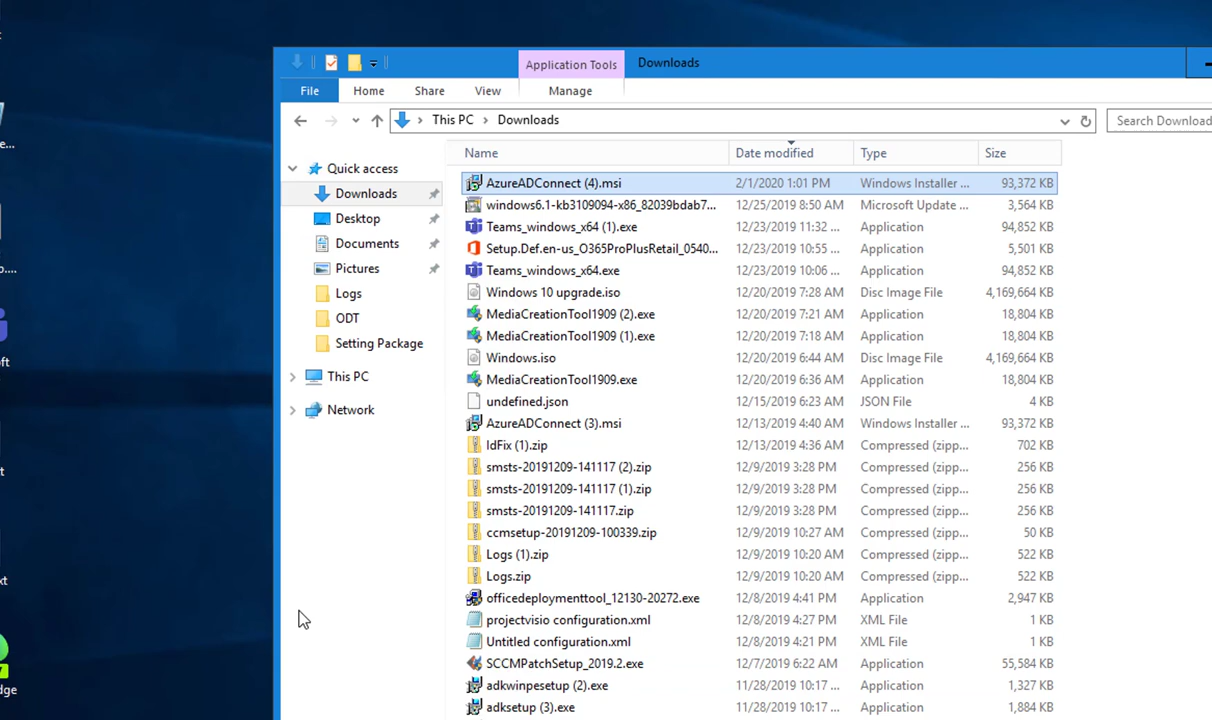 Application Tools Downloads
File Home Share View Manage
This PC Downloads Search Download
Name Date modified Type Size
Quick access
Downloads
Desktop
Documents
Pictures
Logs
ODT
Setting Package
This PC
Network
AzureADConnect (4).msi 2/1/2020 1:01 PM Windows Installer ... 93,372 KB
windows6.1-kb3109094-x86_82039bdab7... 12/25/2019 8:50 AM Microsoft Update ... 3,564 KB
Teams_windows_x64 (1).exe 12/23/2019 11:32 ... Application 94,852 KB
Setup.Def.en-us_O365ProPlusRetail_0540... 12/23/2019 10:55 ... Application 5,501 KB
Teams_windows_x64.exe 12/23/2019 10:06 ... Application 94,852 KB
Windows 10 upgrade.iso 12/20/2019 7:28 AM Disc Image File 4,169,664 KB
MediaCreationTool1909 (2).exe 12/20/2019 7:21 AM Application 18,804 KB
MediaCreationTool1909 (1).exe 12/20/2019 7:18 AM Application 18,804 KB
Windows.iso 12/20/2019 6:44 AM Disc Image File 4,169,664 KB
MediaCreationTool1909.exe 12/20/2019 6:36 AM Application 18,804 KB
undefined.json 12/15/2019 6:23 AM JSON File 4 KB
AzureADConnect (3).msi 12/13/2019 4:40 AM Windows Installer ... 93,372 KB
IdFix (1).zip 12/13/2019 4:36 AM Compressed (zipp... 702 KB
smsts-20191209-141117 (2).zip 12/9/2019 3:28 PM Compressed (zipp... 256 KB
smsts-20191209-141117 (1).zip 12/9/2019 3:28 PM Compressed (zipp... 256 KB
smsts-20191209-141117.zip 12/9/2019 3:28 PM Compressed (zipp... 256 KB
ccmsetup-20191209-100339.zip 12/9/2019 10:27 AM Compressed (zipp... 50 KB
Logs (1).zip 12/9/2019 10:20 AM Compressed (zipp... 522 KB
Logs.zip 12/9/2019 10:20 AM Compressed (zipp... 522 KB
officedeploymenttool_12130-20272.exe 12/8/2019 4:41 PM Application 2,947 KB
projectvisio configuration.xml 12/8/2019 4:27 PM XML File 1 KB
Untitled configuration.xml 12/8/2019 4:21 PM XML File 1 KB
SCCMPatchSetup_2019.2.exe 12/7/2019 6:22 AM Application 55,584 KB
adkwinpesetup (2).exe 11/28/2019 10:17 ... Application 1,327 KB
adksetup (3).exe 11/28/2019 10:17 ... Application 1,884 KB